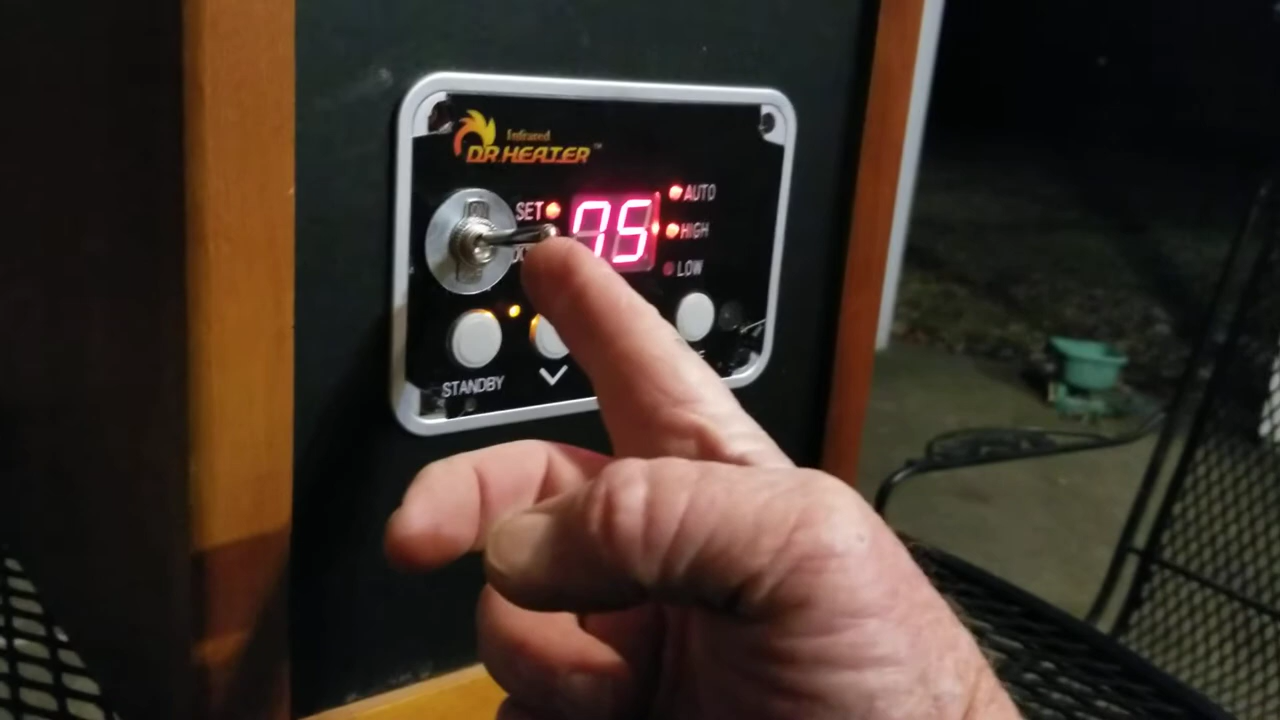 Infrared
DR. HEATER™
SET
75
AUTO
HIGH
LOW
STANDBY